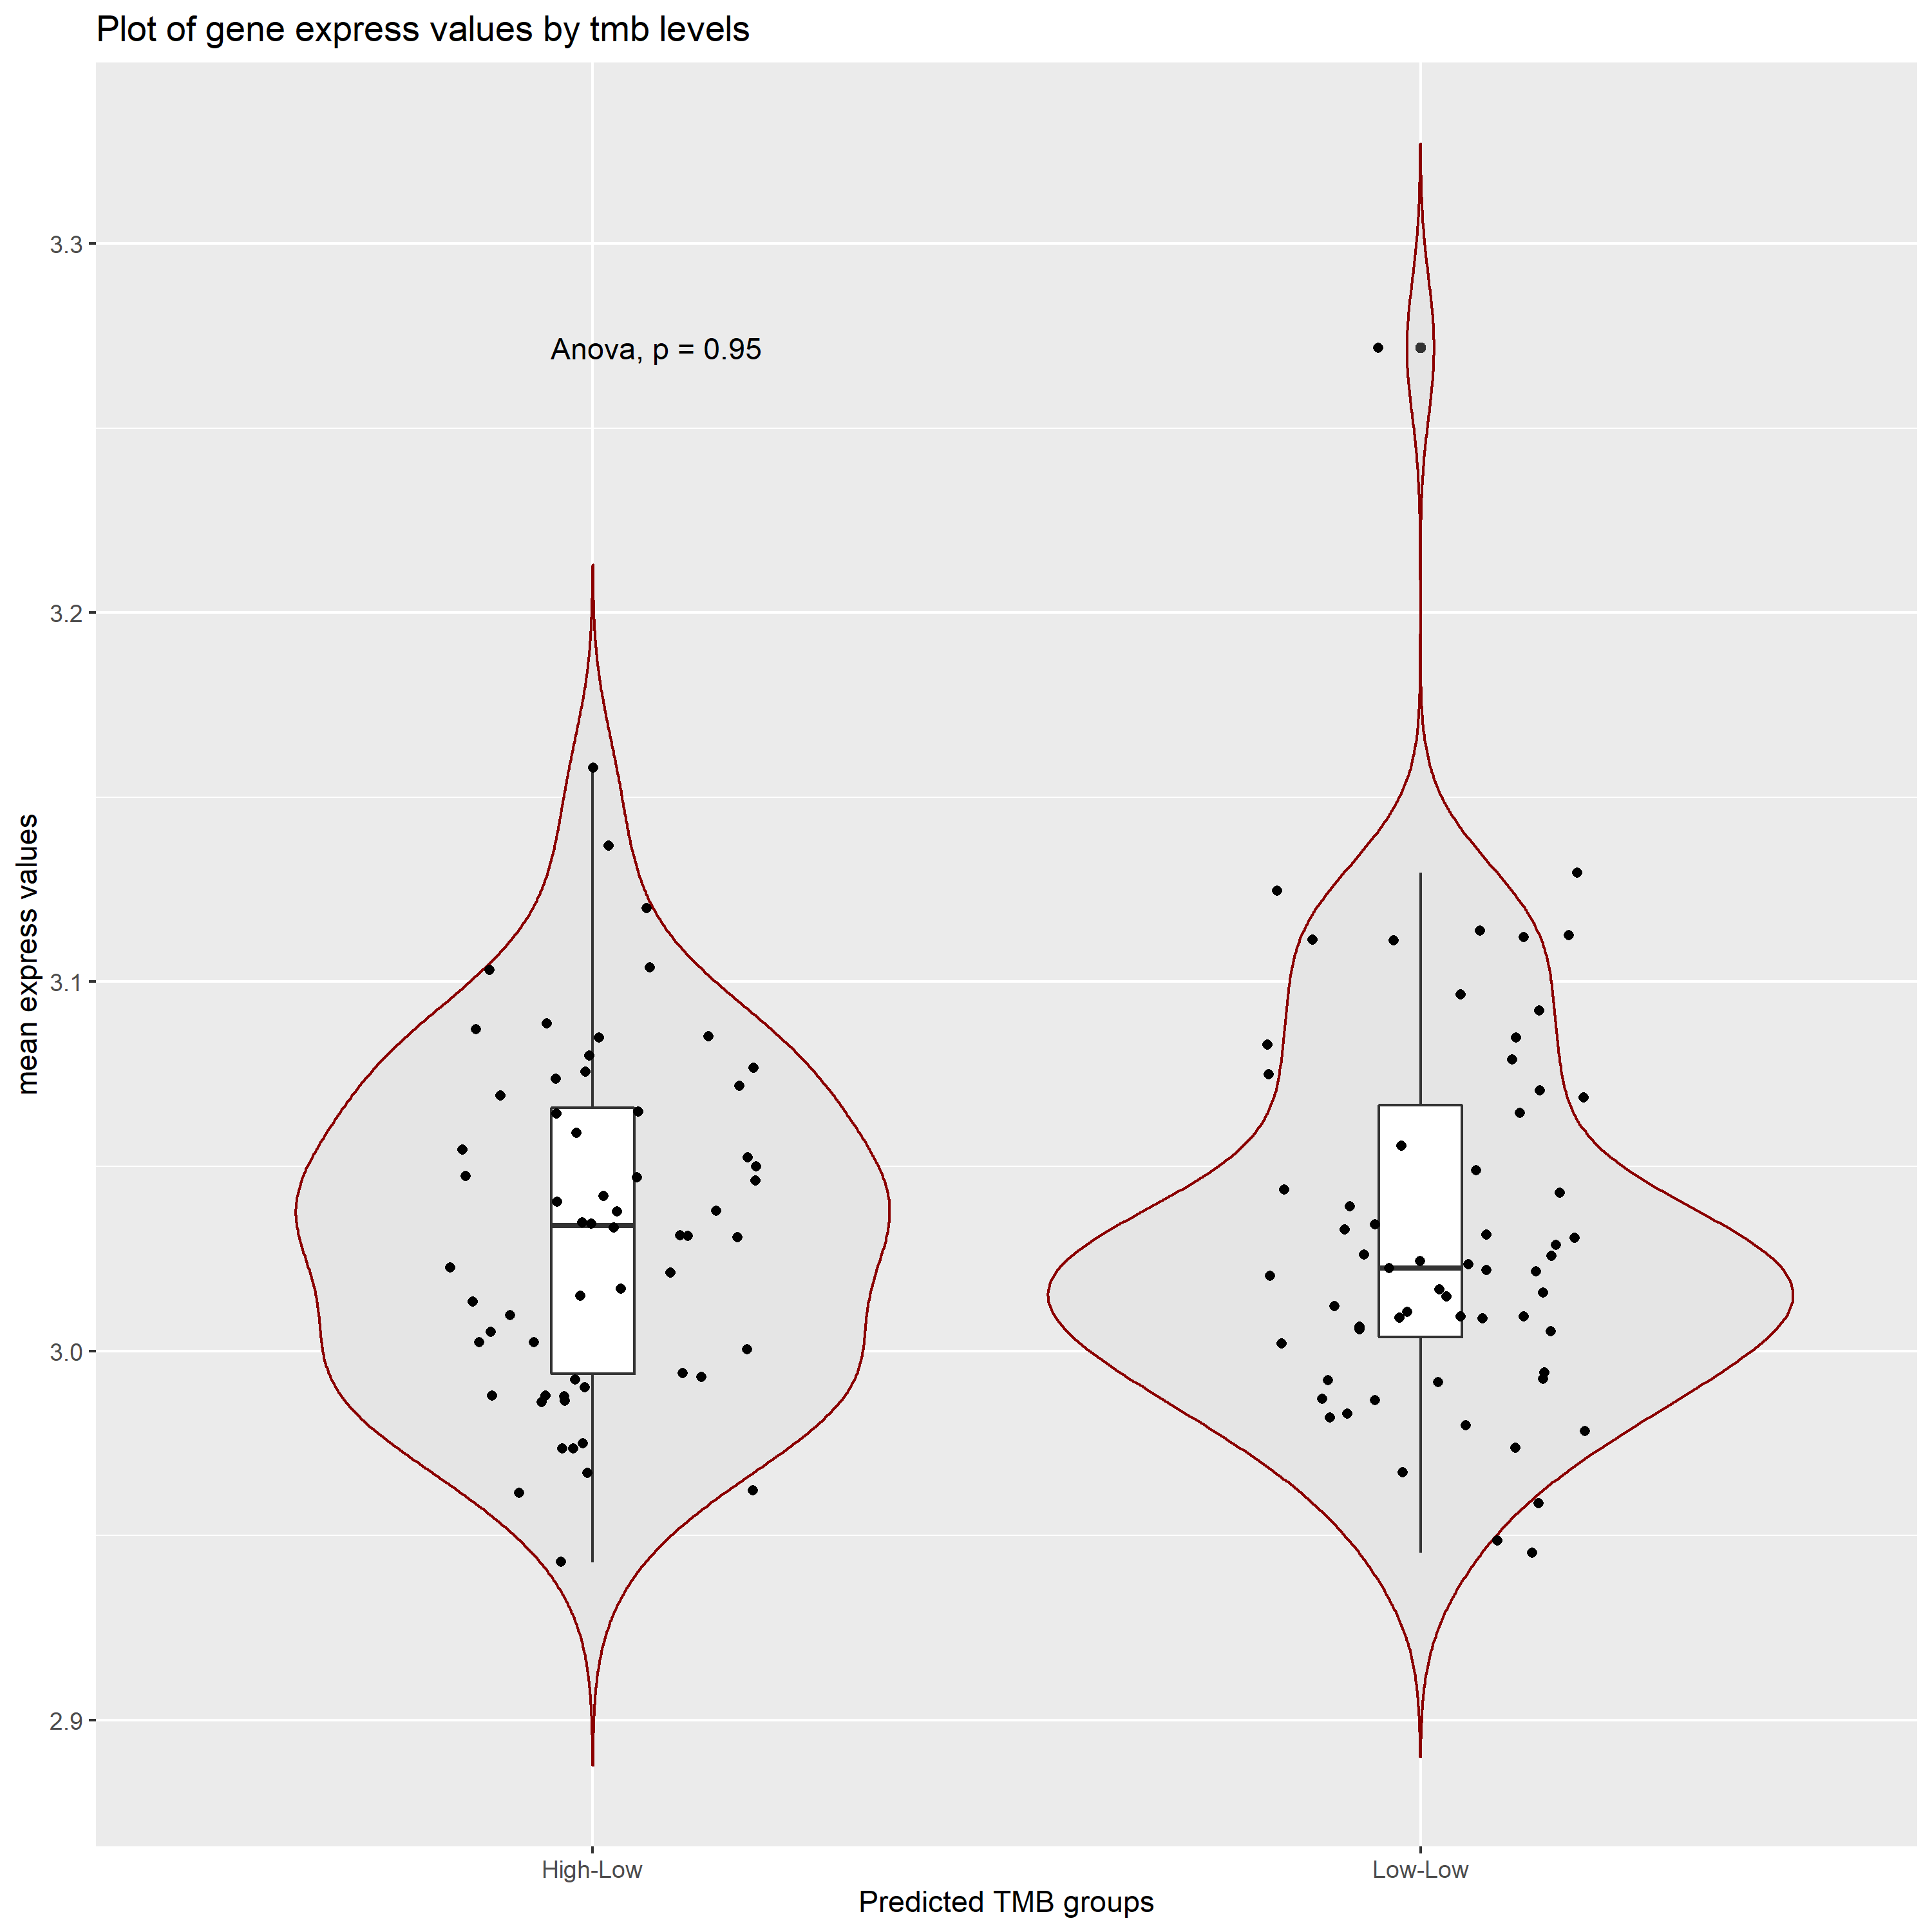 Plot of gene express values by tmb levels
3.3
Anova, p = 0.95
3.2
mean express values
3.1
3.0
2.9
High-Low
Low-Low
Predicted TMB groups